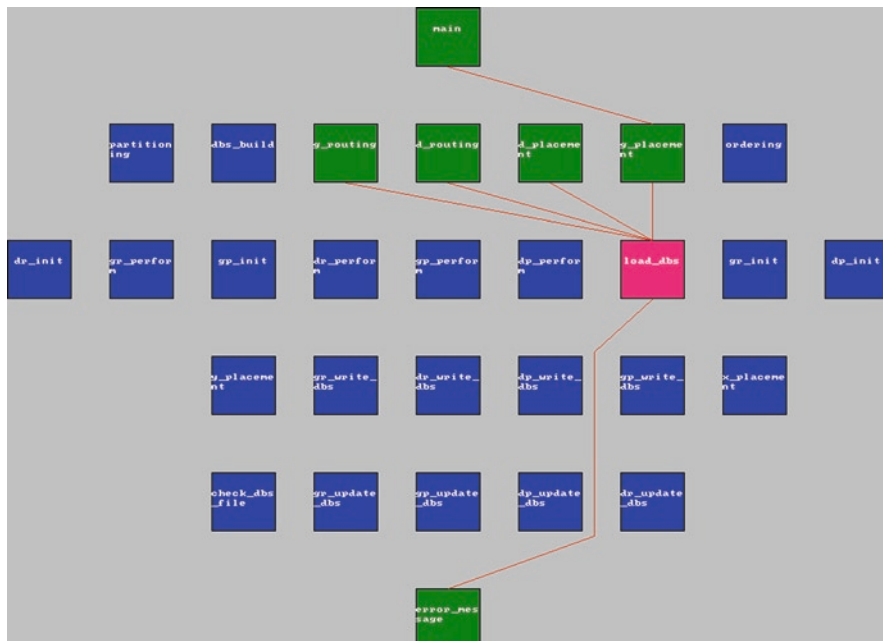 main
partition
ing
dbs_build
g_routing
d_routing
d_placeme
nt
g_placeme
nt
ordering
dr_init
gr_perfor
m
gp_init
dr_perfor
m
gp_perfor
m
dp_perfor
m
load_dbs
gr_init
dp_init
y_placeme
nt
gr_write_
dbs
dr_write_
dbs
dp_write_
dbs
gp_write_
dbs
x_placeme
nt
check_dbs
_file
gr_update
_dbs
gp_update
_dbs
dp_update
_dbs
dr_update
_dbs
error_mes
sage